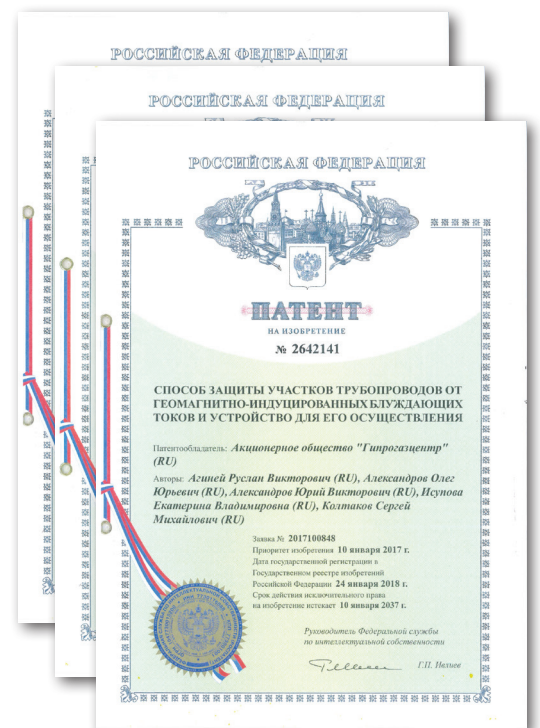 РОССИЙСКАЯ ФЕДЕРАЦИЯ
РОССИЙСКАЯ ФЕДЕРАЦИЯ
РОССИЙСКАЯ ФЕДЕРАЦИЯ
ПАТЕНТ
НА ИЗОБРЕТЕНИЕ
№ 2642141
СПОСОБ ЗАЩИТЫ УЧАСТКОВ ТРУБОПРОВОДОВ ОТ
ГЕОМАГНИТНО-ИНДУЦИРОВАННЫХ БЛУЖДАЮЩИХ
ТОКОВ И УСТРОЙСТВО ДЛЯ ЕГО ОСУЩЕСТВЛЕНИЯ
Патентообладатель: Акционерное общество "Гипрогазцентр"
(RU)
Авторы: Агиней Руслан Викторович (RU), Александров Олег
Юрьевич (RU), Александров Юрий Викторович (RU), Исупова
Екатерина Владимировна (RU), Колтаков Сергей
Михайлович (RU)
Заявка № 2017100848
Приоритет изобретения 10 января 2017 г.
Дата государственной регистрации в
Государственном реестре изобретений
Российской Федерации 24 января 2018 г.
Срок действия исключительного права
на изобретение истекает 10 января 2037 г.
Руководитель Федеральной службы
по интеллектуальной собственности
Г.П. Ивлиев